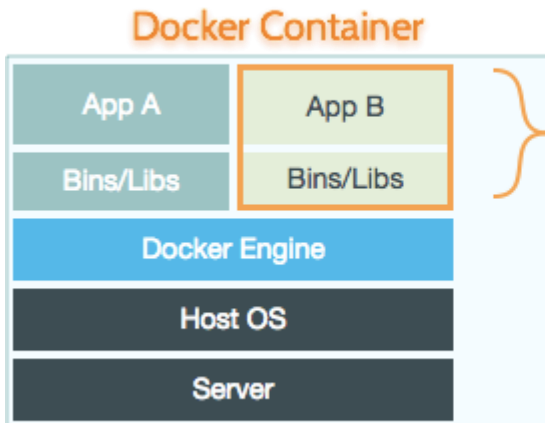 Docker Container
App A
App B
Bins/Libs
Bins/Libs
Docker Engine
Host OS
Server